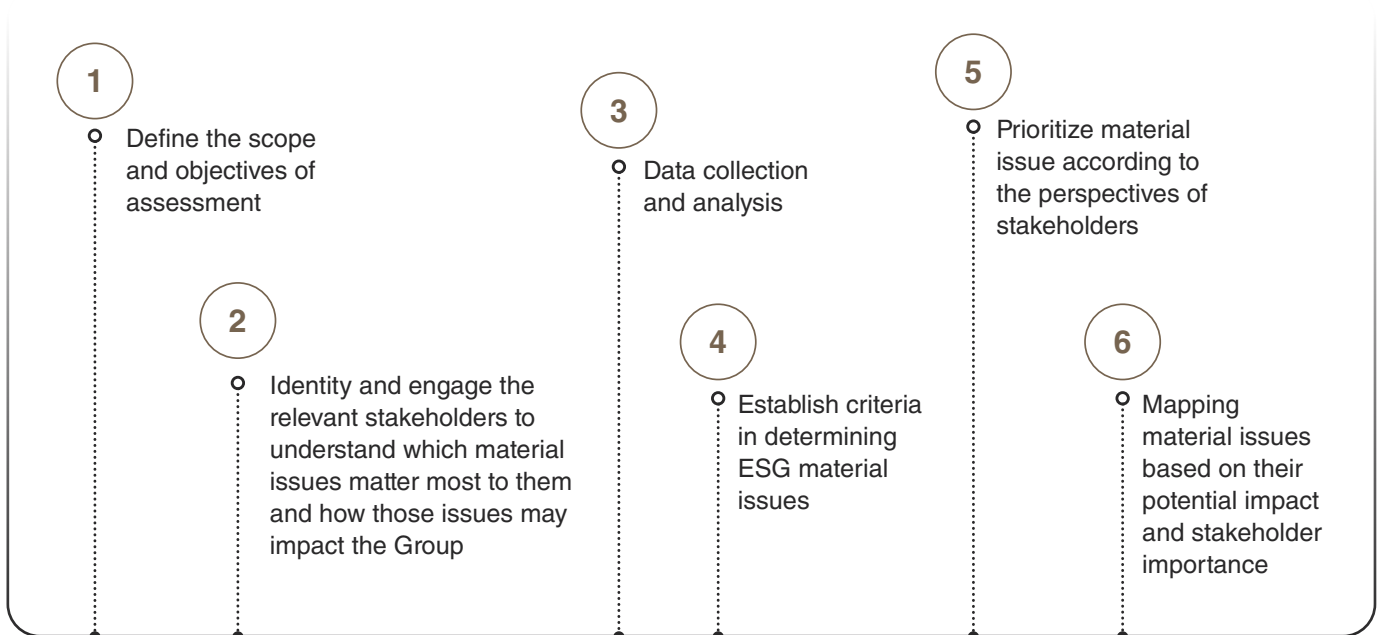 1
Define the scope
and objectives of
assessment
2
Identity and engage the
relevant stakeholders to
understand which material
issues matter most to them
and how those issues may
impact the Group
3
Data collection
and analysis
4
Establish criteria
in determining
ESG material
issues
5
Prioritize material
issue according to
the perspectives of
stakeholders
6
Mapping
material issues
based on their
potential impact
and stakeholder
importance